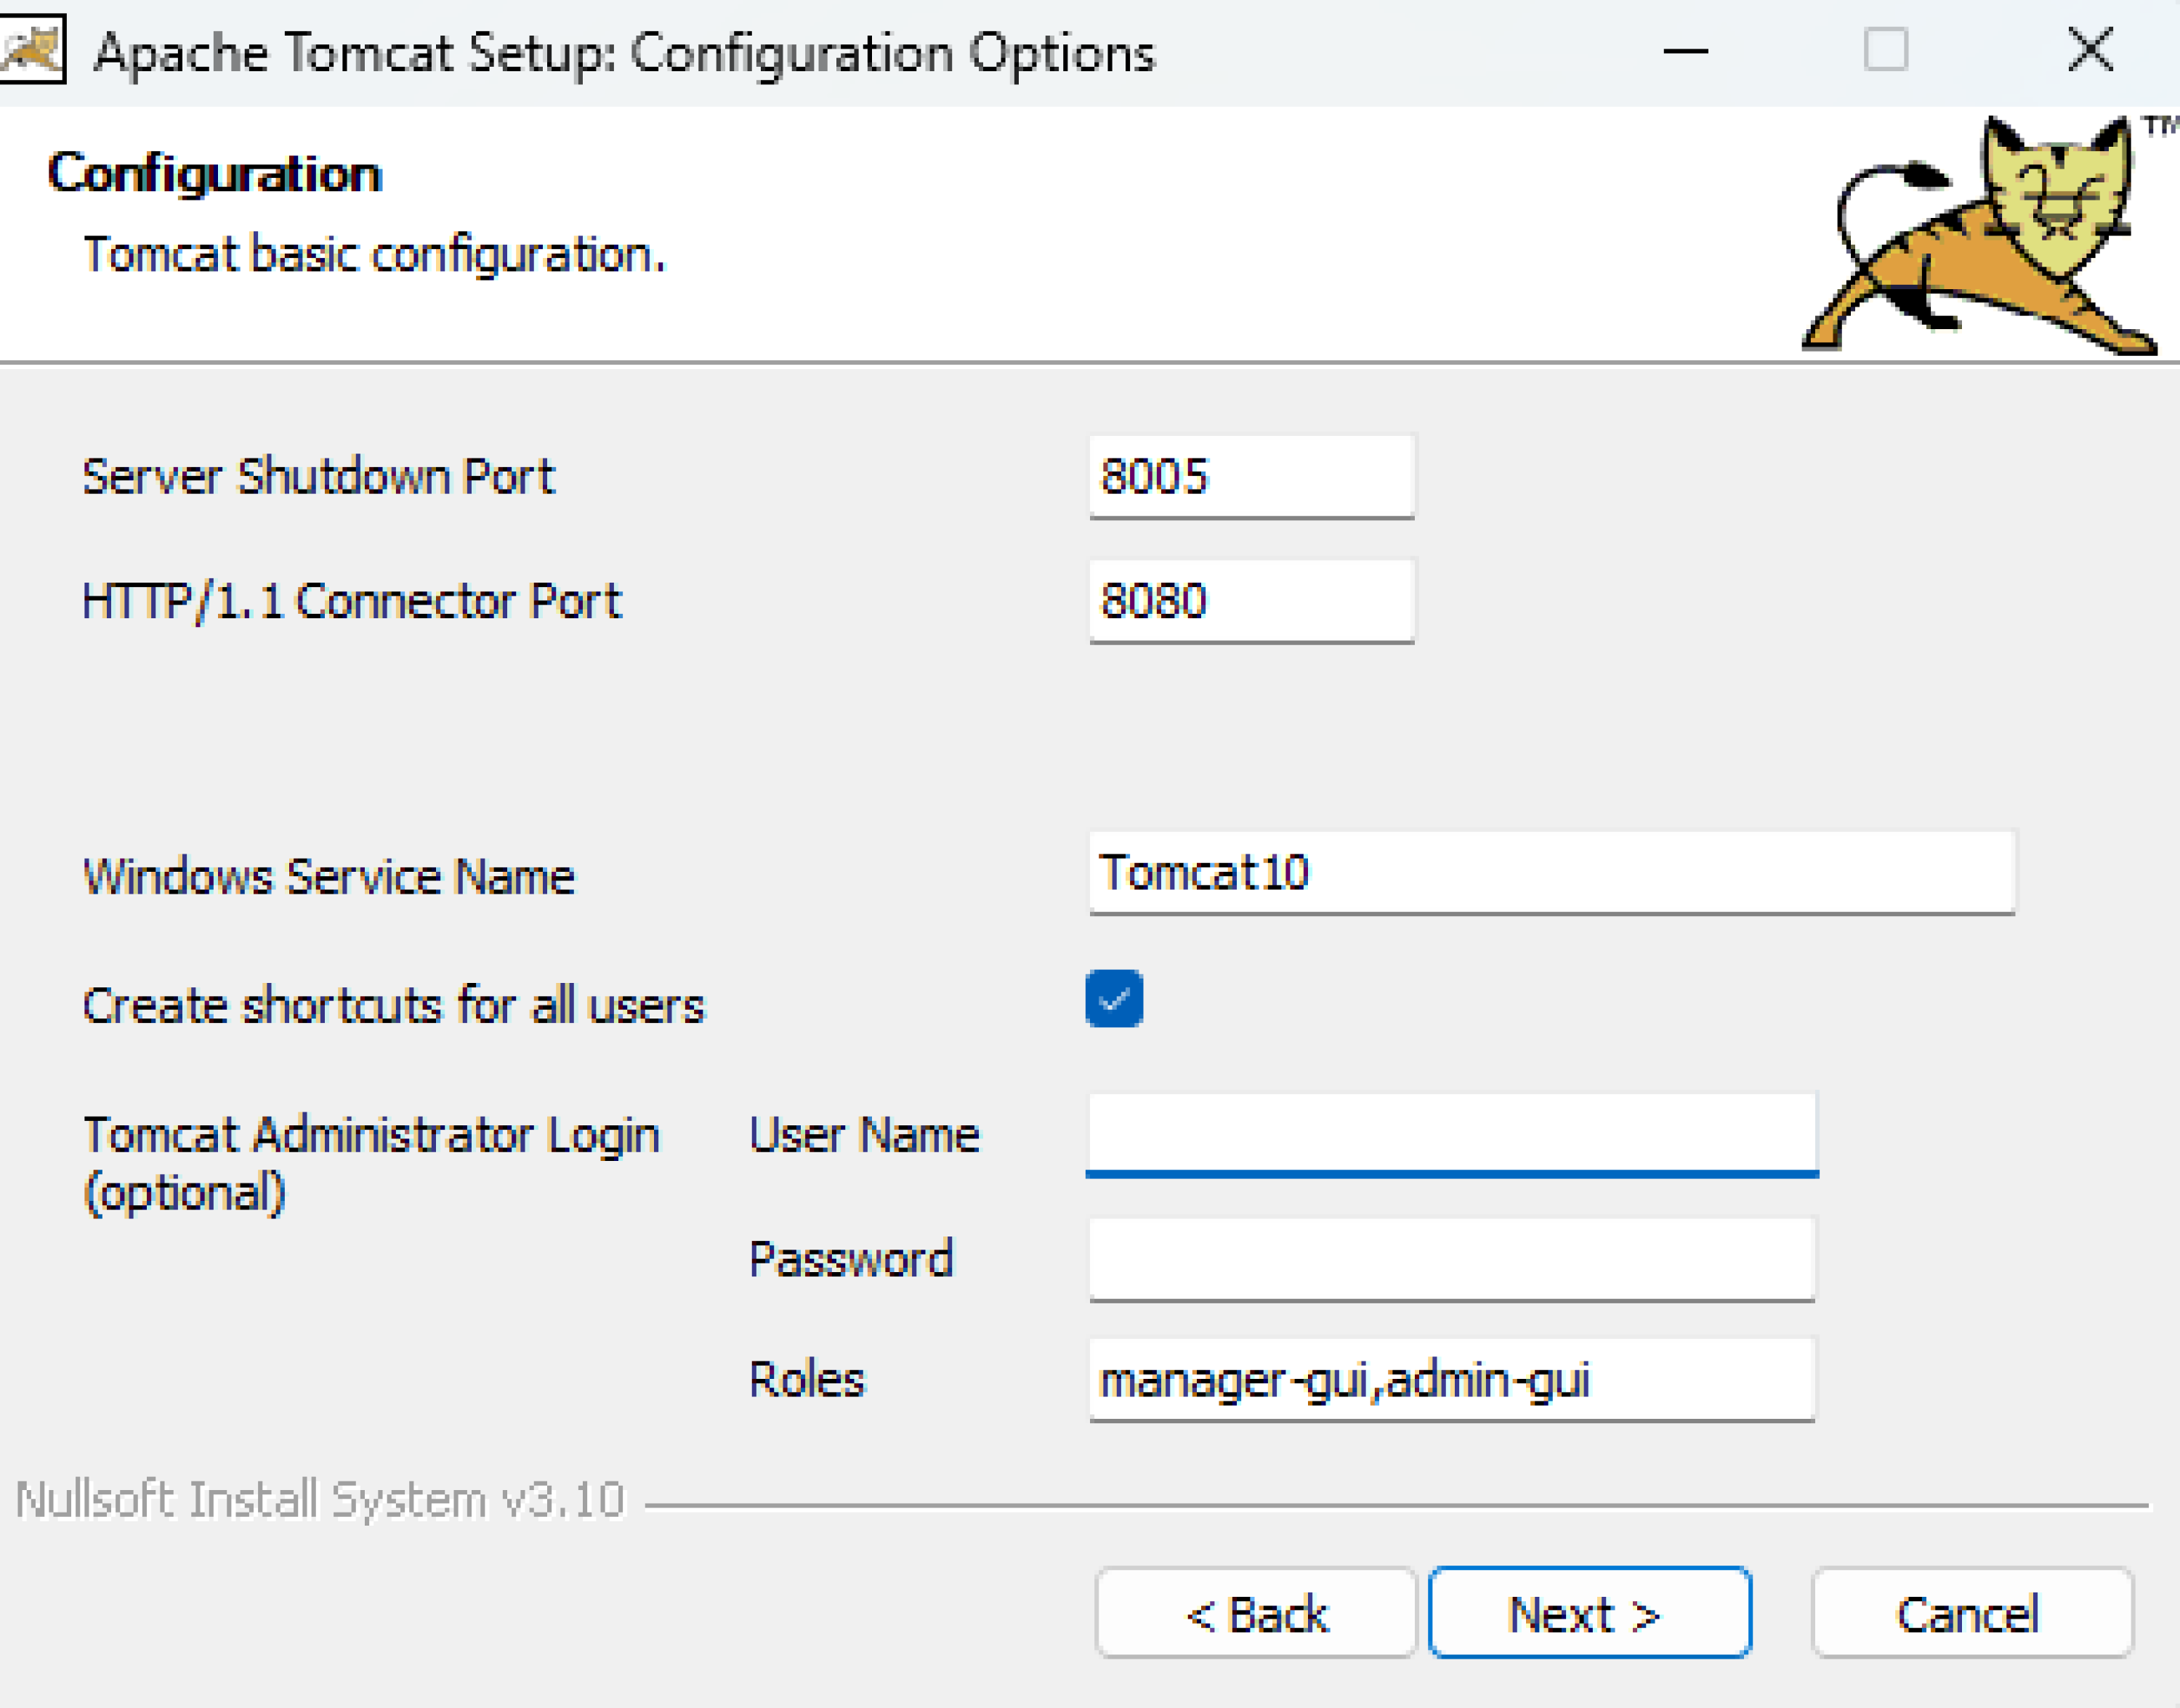 Apache Tomcat Setup: Configuration Options
TM
Configuration
Tomcat basic configuration.
Server Shutdown Port 8005
HTTP/1.1 Connector Port 8080
Windows Service Name Tomcat10
Create shortcuts for all users
Tomcat Administrator Login User Name
(optional)
Password
Roles manager-gui,admin-gui
Nullsoft Install System v3.10
< Back Next > Cancel